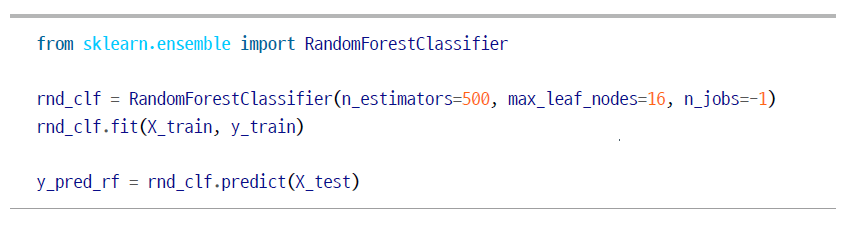 from sklearn.ensemble import RandomForestClassifier
rnd_clf = RandomForestClassifier(n_estimators=500, max_leaf_nodes=16, n_jobs=-1)
rnd_clf.fit(X_train, y_train)
y_pred_rf = rnd_clf.predict(X_test)